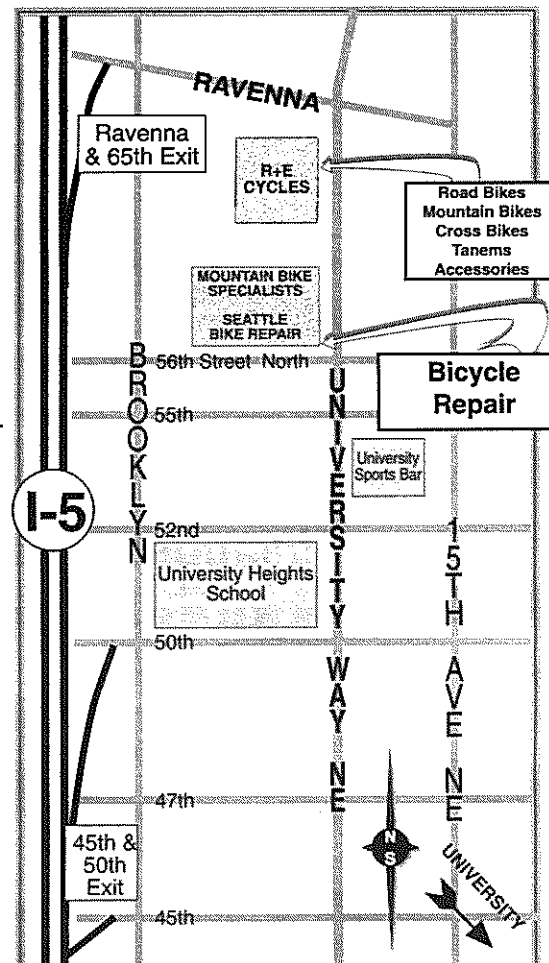 RAVENNA
Ravenna
& 65th Exit
R+E
CYCLES
Road Bikes
Mountain Bikes
Cross Bikes
Tanems
Accessories
MOUNTAIN BIKE
SPECIALISTS
SEATTLE
BIKE REPAIR
BROOKLYN
56th Street North
UNIVERSITY WAY NE
Bicycle
Repair
55th
University
Sports Bar
I-5
52nd
15TH AVE NE
University Heights
School
50th
47th
45th &
50th
Exit
N
S
UNIVERSITY
45th